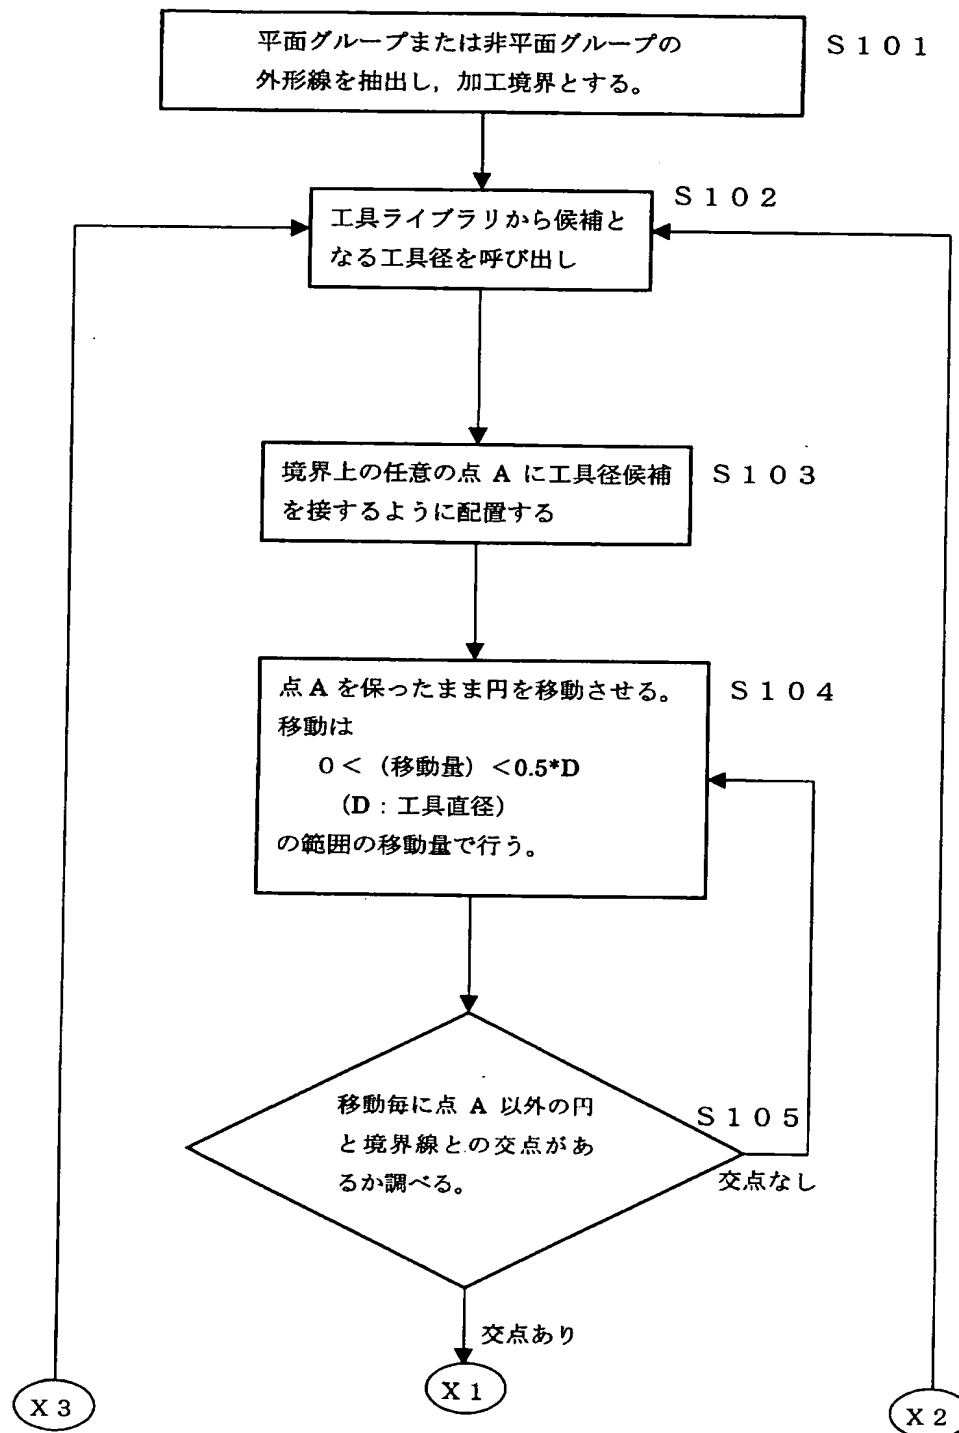 平面グループまたは非平面グループの
外形線を抽出し，加工境界とする。
Ｓ１０１
Ｓ１０２
工具ライブラリから候補と
なる工具径を呼び出し
境界上の任意の点 A に工具径候補
を接するように配置する
Ｓ１０３
点 A を保ったまま円を移動させる。
移動は
０＜（移動量）＜0.5*D
（D：工具直径）
の範囲の移動量で行う。
Ｓ１０４
移動毎に点 A 以外の円
と境界線との交点があ
るか調べる。
Ｓ１０５
交点なし
交点あり
Ｘ３
Ｘ１
Ｘ２